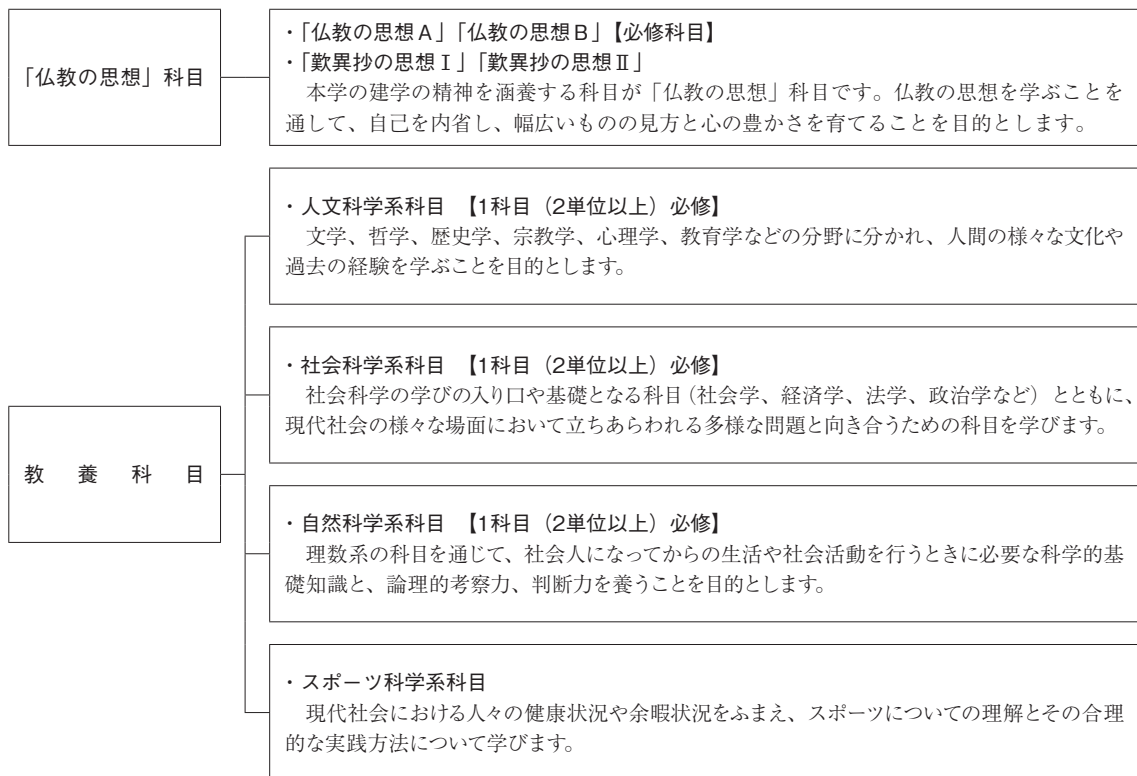 「仏教の思想」科目
・「仏教の思想A」「仏教の思想B」【必修科目】
・「歎異抄の思想Ⅰ」「歎異抄の思想Ⅱ」
本学の建学の精神を涵養する科目が「仏教の思想」科目です。仏教の思想を学ぶことを
通して、自己を内省し、幅広いものの見方と心の豊かさを育てることを目的とします。
教養科目
・人文科学系科目 【1科目（2単位以上）必修】
文学、哲学、歴史学、宗教学、心理学、教育学などの分野に分かれ、人間の様々な文化や
過去の経験を学ぶことを目的とします。
・社会科学系科目 【1科目（2単位以上）必修】
社会科学の学びの入り口や基礎となる科目（社会学、経済学、法学、政治学など）とともに、
現代社会の様々な場面において立ちあらわれる多様な問題と向き合うための科目を学びます。
・自然科学系科目 【1科目（2単位以上）必修】
理数系の科目を通じて、社会人になってからの生活や社会活動を行うときに必要な科学的基
礎知識と、論理的考察力、判断力を養うことを目的とします。
・スポーツ科学系科目
現代社会における人々の健康状況や余暇状況をふまえ、スポーツについての理解とその合理
的な実践方法について学びます。